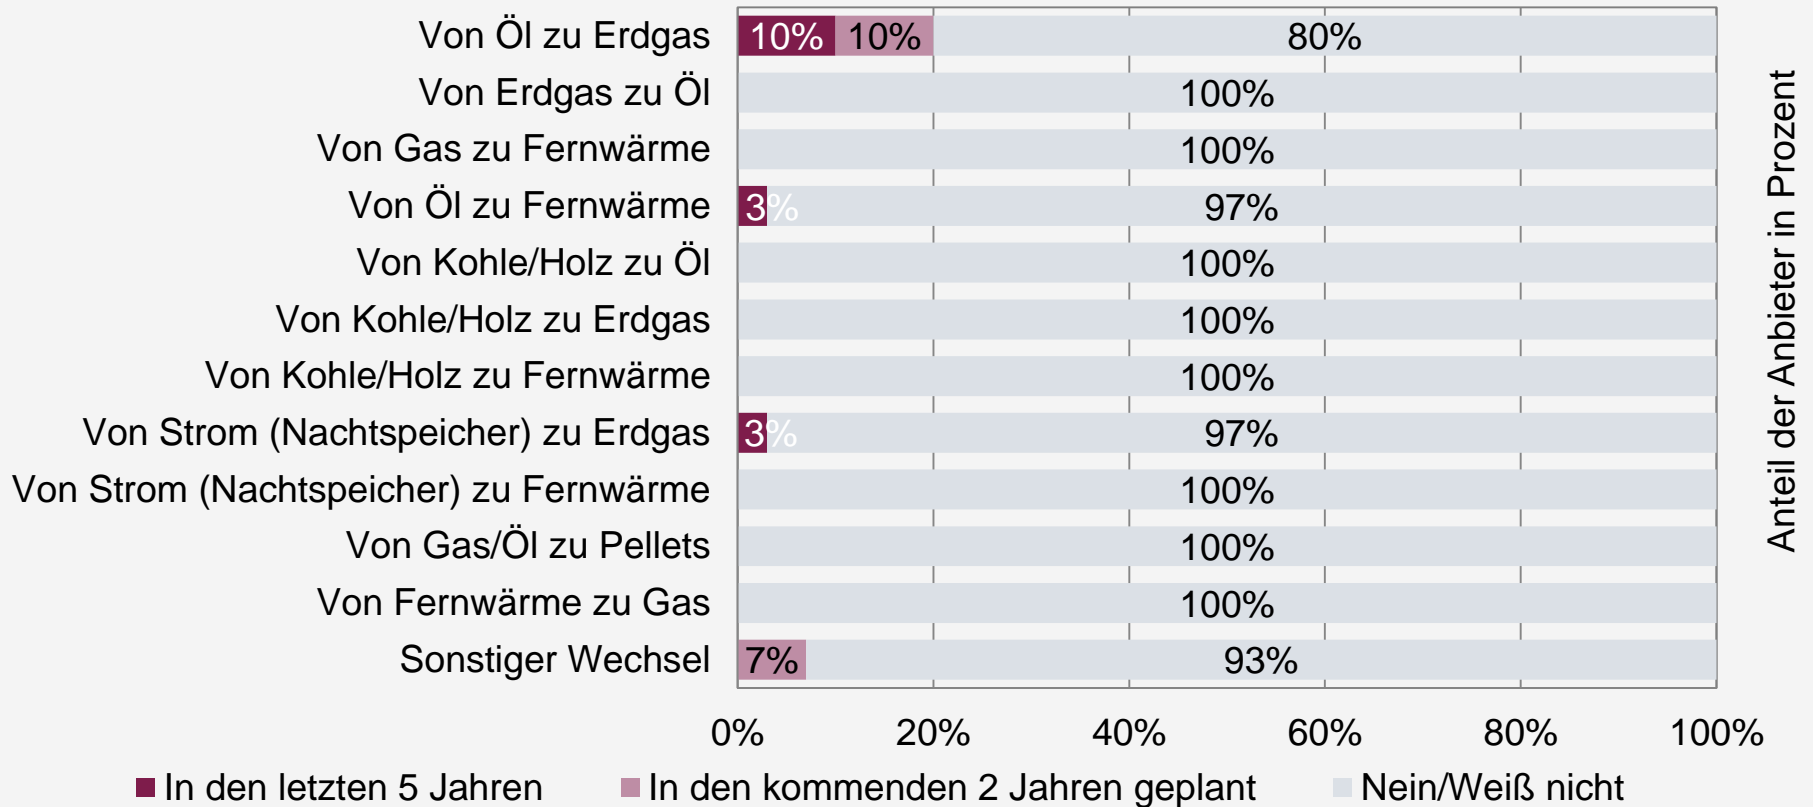 Von Öl zu Erdgas 10% 10% 80%
Von Erdgas zu Öl 100%
Von Gas zu Fernwärme 100%
Von Öl zu Fernwärme 3% 97%
Von Kohle/Holz zu Öl 100%
Von Kohle/Holz zu Erdgas 100%
Von Kohle/Holz zu Fernwärme 100%
Von Strom (Nachtspeicher) zu Erdgas 3% 97%
Von Strom (Nachtspeicher) zu Fernwärme 100%
Von Gas/Öl zu Pellets 100%
Von Fernwärme zu Gas 100%
Sonstiger Wechsel 7% 93%
0% 20% 40% 60% 80% 100%
In den letzten 5 Jahren In den kommenden 2 Jahren geplant Nein/Weiß nicht
Anteil der Anbieter in Prozent